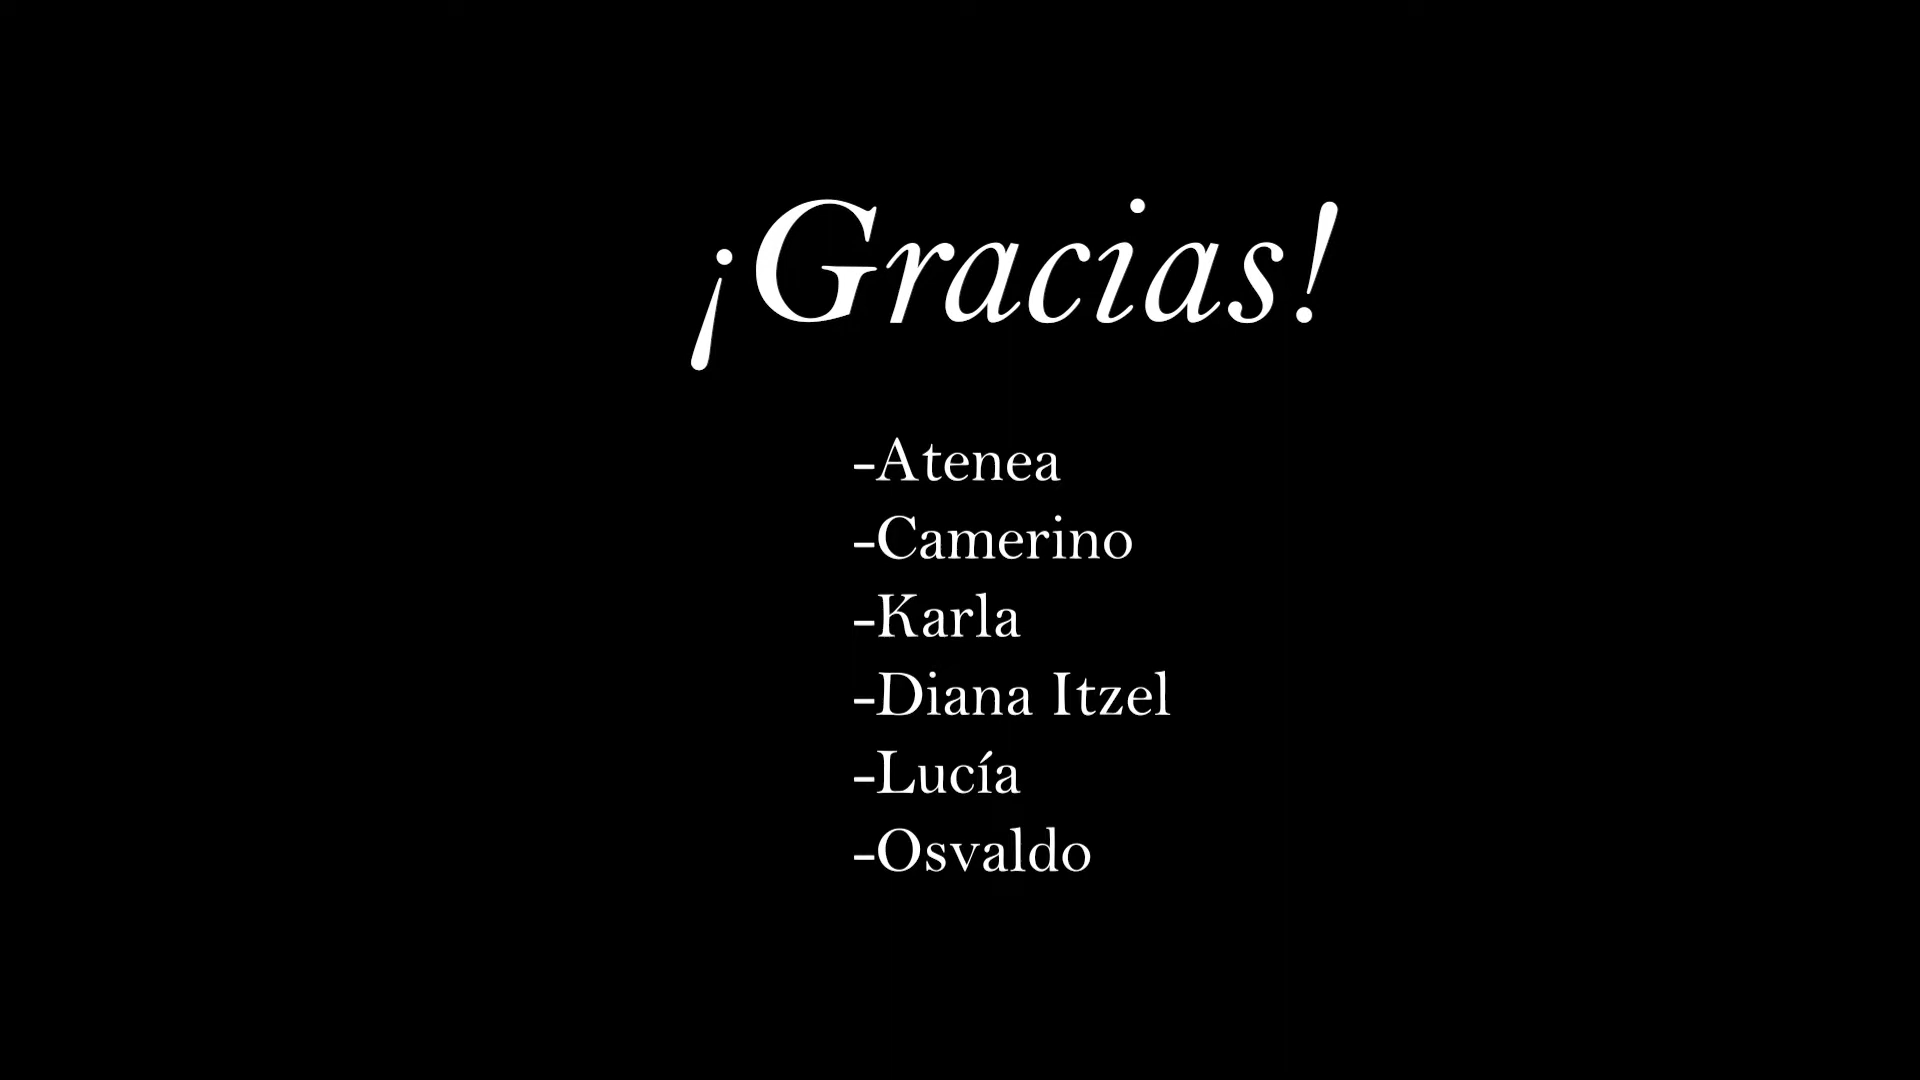 ¡Gracias!
-Atenea
-Camerino
-Karla
-Diana Itzel
-Lucía
-Osvaldo